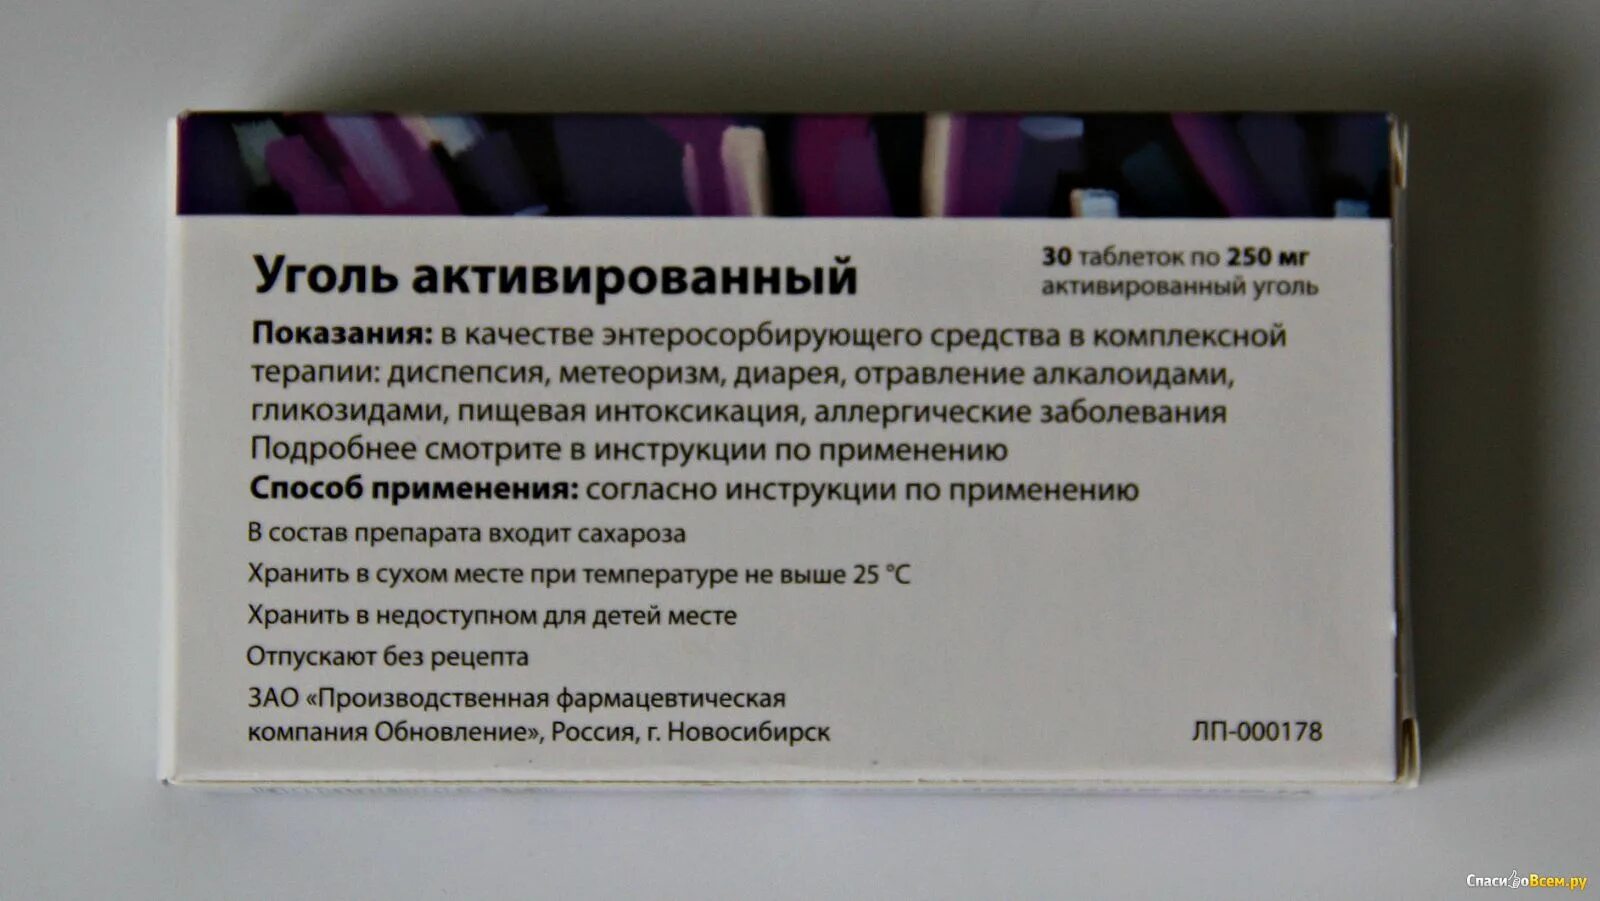 Уголь активированный
30 таблеток по 250 мг
активированный уголь
Показания: в качестве энтеросорбирующего средства в комплексной
терапии: диспепсия, метеоризм, диарея, отравление алкалоидами,
гликозидами, пищевая интоксикация, аллергические заболевания
Подробнее смотрите в инструкции по применению
Способ применения: согласно инструкции по применению
В состав препарата входит сахароза
Хранить в сухом месте при температуре не выше 25 °С
Хранить в недоступном для детей месте
Отпускают без рецепта
ЗАО «Производственная фармацевтическая
компания Обновление», Россия, г. Новосибирск
ЛП-000178
СпасибоВсем.ру